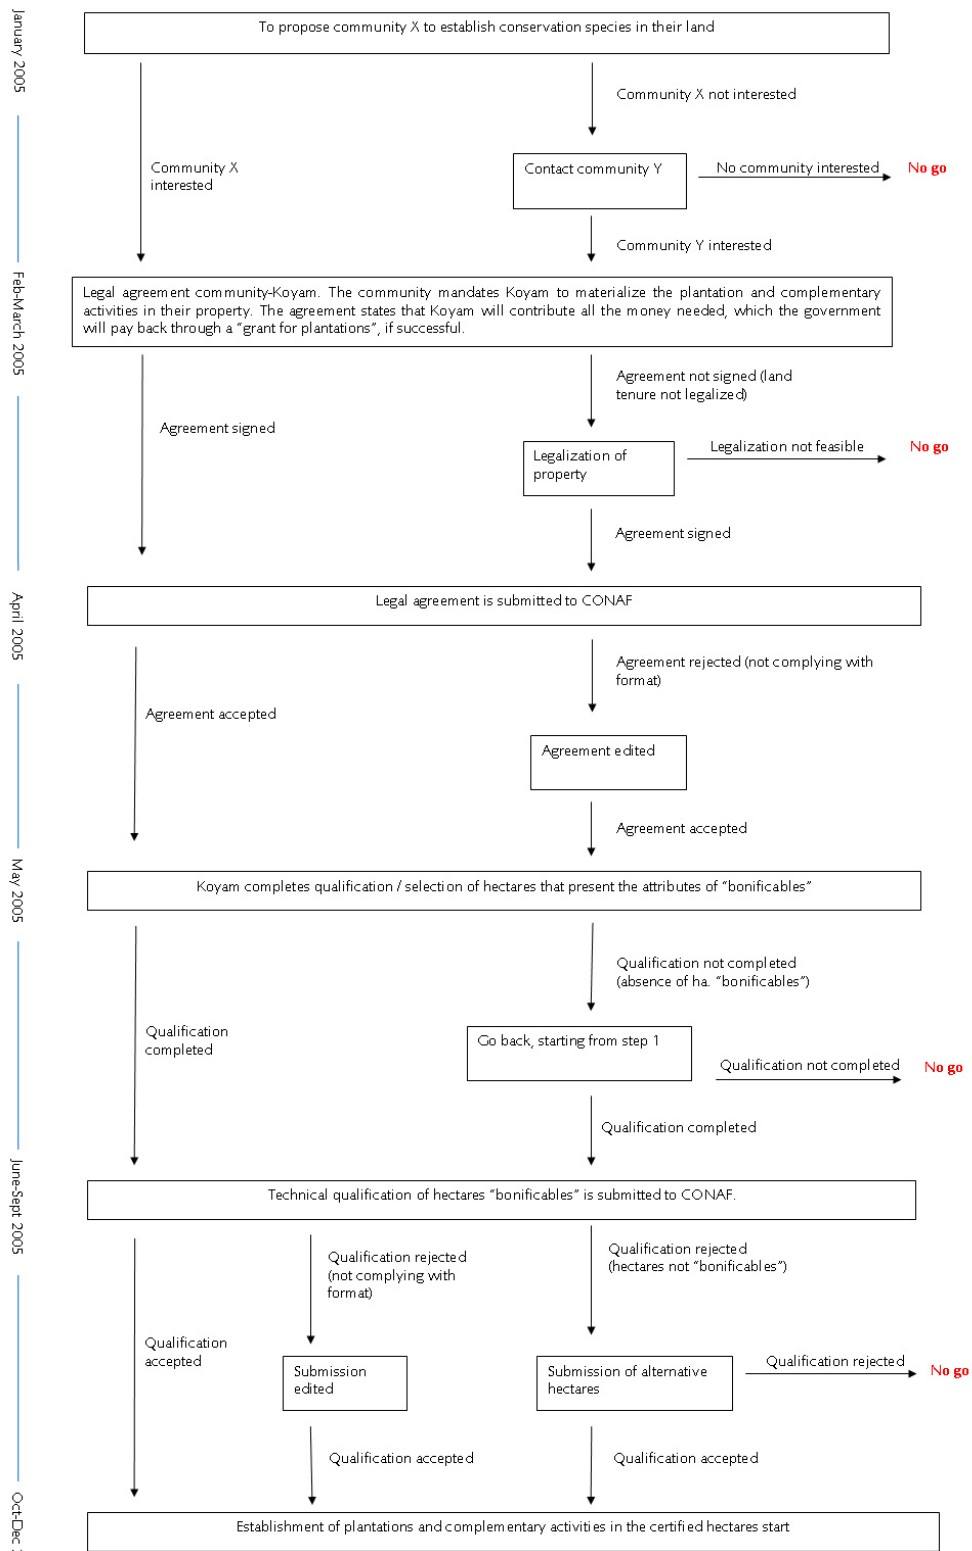 January 2005
To propose community X to establish conservation species in their land
Community X not interested
Community X
interested
Contact community Y
No community interested
No go
Community Y interested
Feb-March 2005
Legal agreement community-Koyam. The community mandates Koyam to materialize the plantation and complementary
activities in their property. The agreement states that Koyam will contribute all the money needed, which the government
will pay back through a "grant for plantations", if successful.
Agreement not signed (land
tenure not legalized)
Agreement signed
Legalization of
property
Legalization not feasible
No go
Agreement signed
April 2005
Legal agreement is submitted to CONAF
Agreement rejected (not complying with
format)
Agreement accepted
Agreement edited
Agreement accepted
May 2005
Koyam completes qualification / selection of hectares that present the attributes of "bonificables"
Qualification not completed
(absence of ha. "bonificables")
Qualification
completed
Go back, starting from step 1
Qualification not completed
No go
Qualification completed
June-Sept 2005
Technical qualification of hectares "bonificables" is submitted to CONAF.
Qualification rejected
(not complying with
format)
Qualification rejected
(hectares not "bonificables")
Qualification
accepted
Submission
edited
Submission of alternative
hectares
Qualification rejected
No go
Qualification accepted
Qualification accepted
Oct-Dec
Establishment of plantations and complementary activities in the certified hectares start